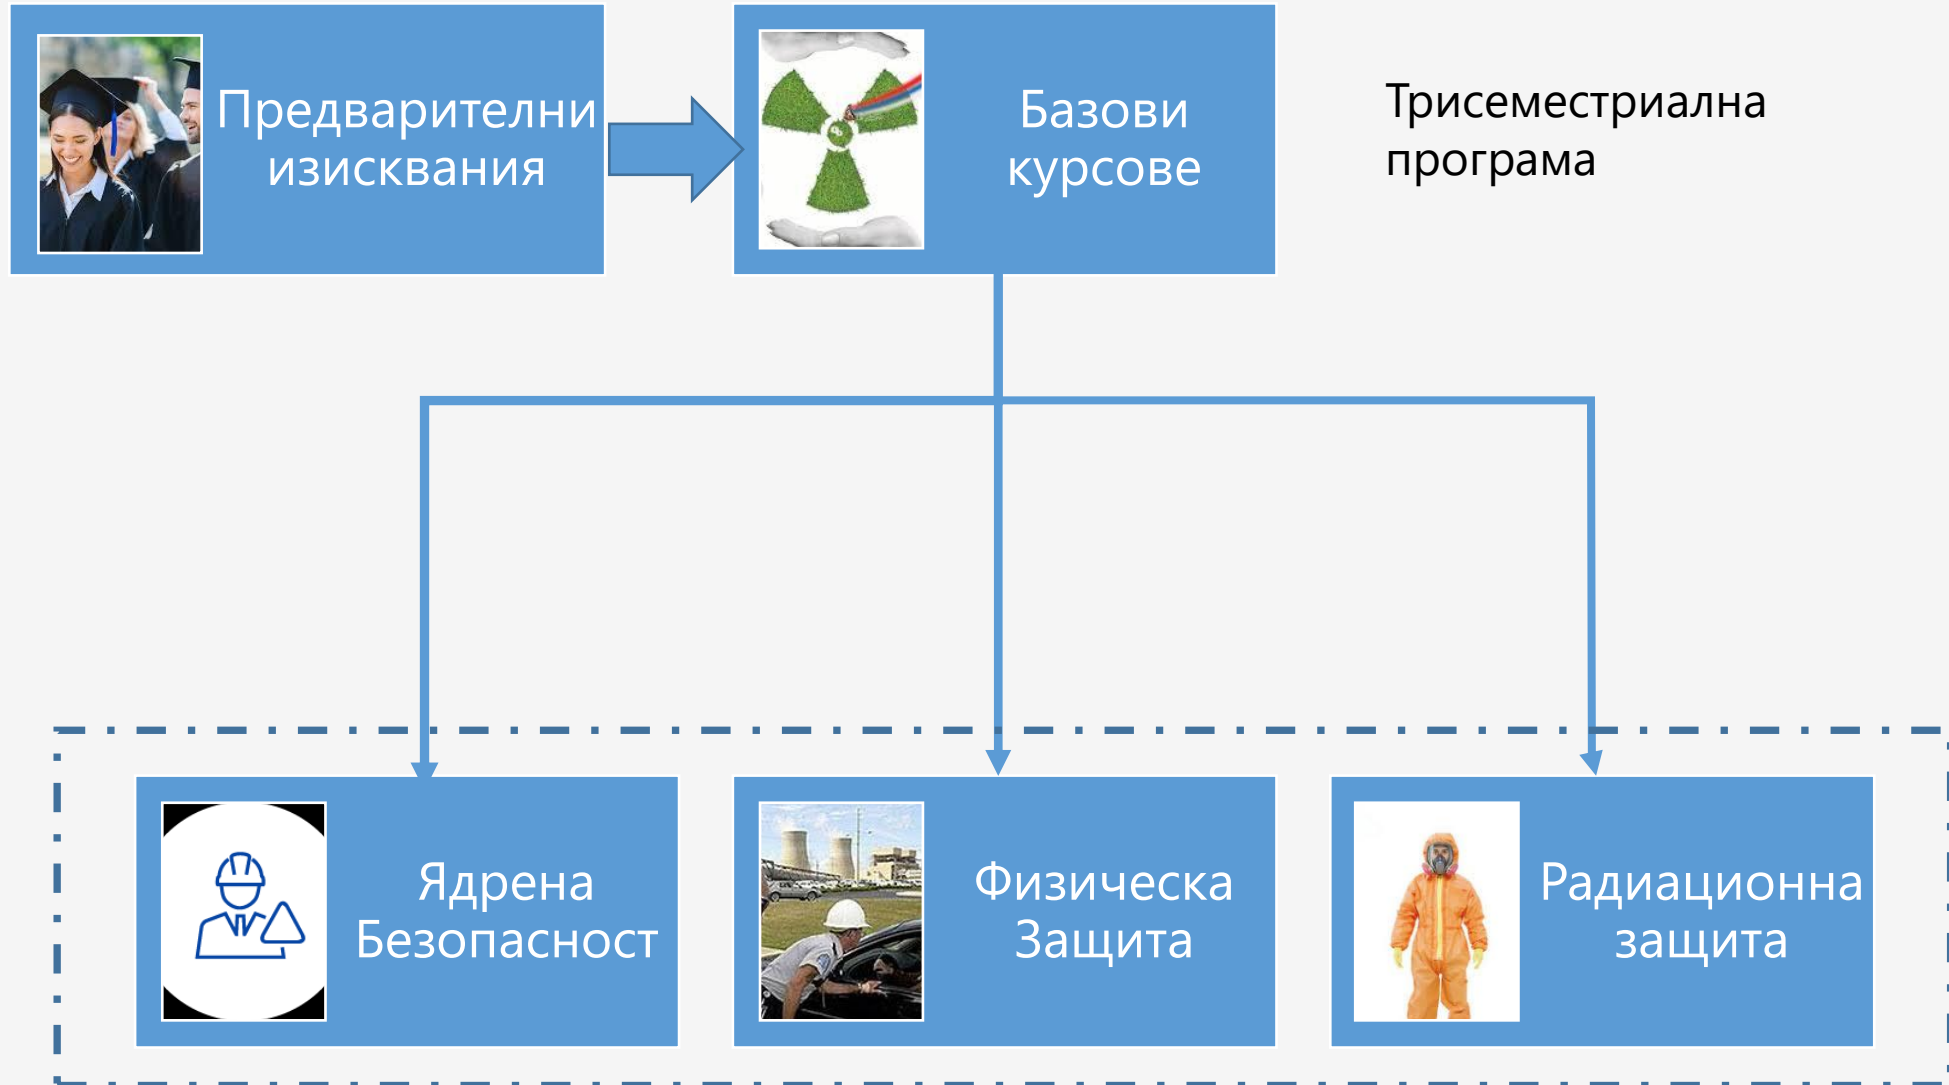 Предварителни
изисквания
Базови
курсове
Трисеместриална
програма
Ядрена
Безопасност
Физическа
Защита
Радиационна
защита